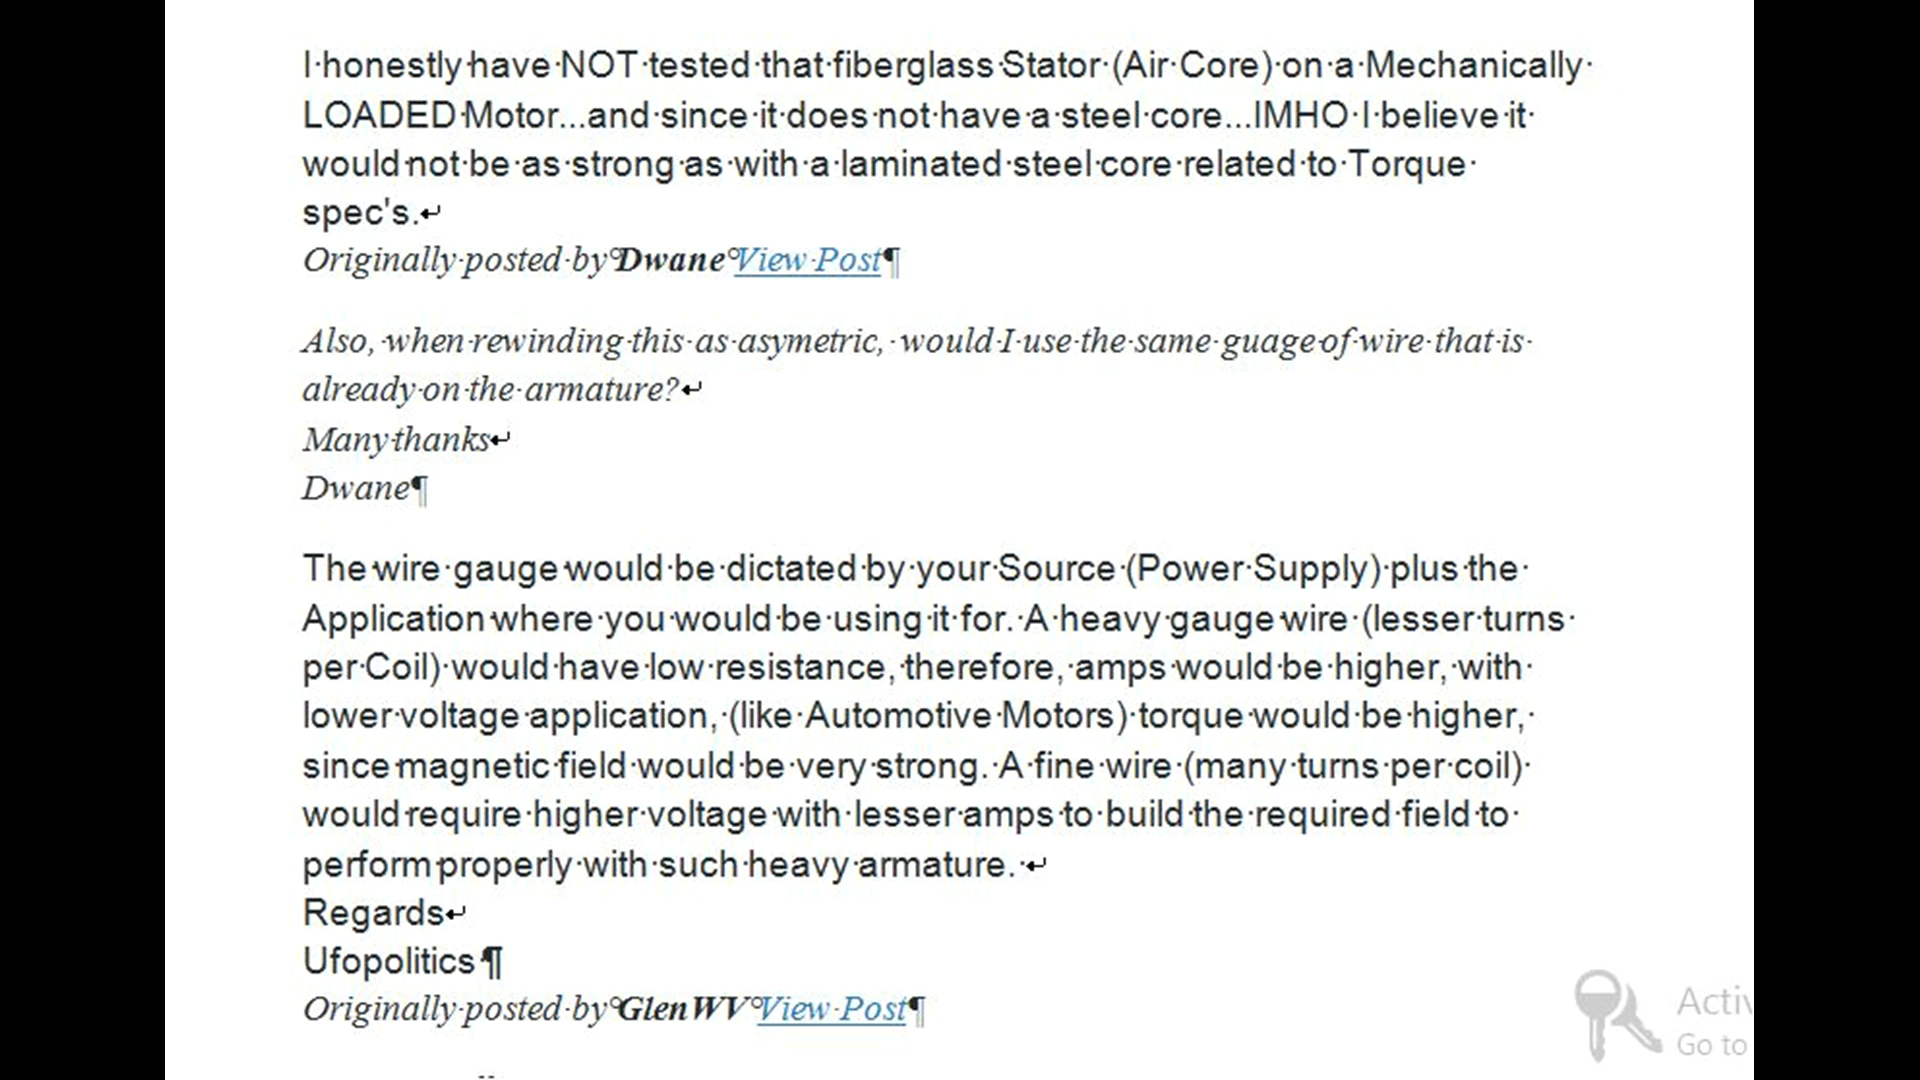 I honestly have NOT tested that fiberglass Stator (Air Core) on a Mechanically
LOADED Motor...and since it does not have a steel core...IMHO I believe it
would not be as strong as with a laminated steel core related to Torque
spec's.
Originally posted by Dwane View Post
Also, when rewinding this as asymetric, would I use the same guage of wire that is
already on the armature?
Many thanks
Dwane
The wire gauge would be dictated by your Source (Power Supply) plus the
Application where you would be using it for. A heavy gauge wire (lesser turns
per Coil) would have low resistance, therefore, amps would be higher, with
lower voltage application, (like Automotive Motors) torque would be higher,
since magnetic field would be very strong. A fine wire (many turns per coil)
would require higher voltage with lesser amps to build the required field to
perform properly with such heavy armature.
Regards
Ufopolitics
Originally posted by GlenWV View Post
Activ
Go to